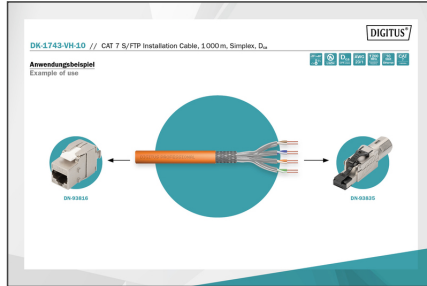 DIGITUS®
DK-1743-VH-10 // CAT 7 S/FTP Installation Cable, 1000 m, Simplex, Dca
Anwendungsbeispiel
Example of use
DN-93818
DN-93835